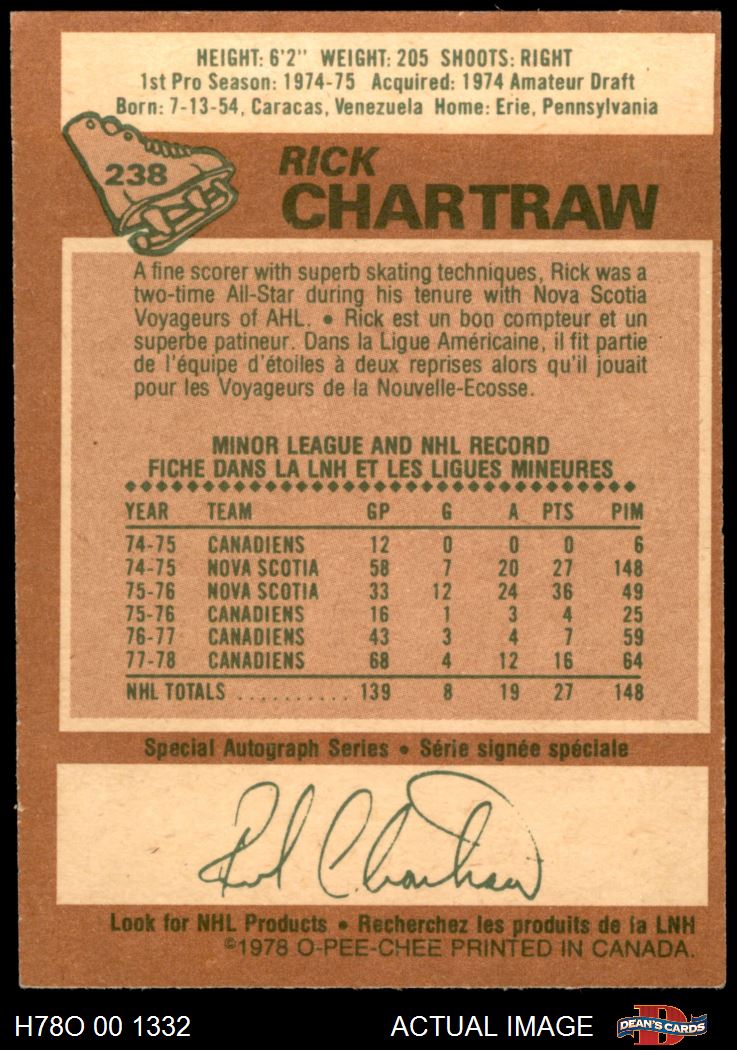 HEIGHT: 6'2" WEIGHT: 205 SHOOTS: RIGHT
1st Pro Season: 1974-75 Acquired: 1974 Amateur Draft
Born: 7-13-54, Caracas, Venezuela Home: Erie, Pennsylvania
238
RICK
CHARTRAW
A fine scorer with superb skating techniques, Rick was a
two-time All-Star during his tenure with Nova Scotia
Voyageurs of AHL. • Rick est un bon compteur et un
superbe patineur. Dans la Ligue Américaine, il fit partie
de l'équipe d'étoiles à deux reprises alors qu'il jouait
pour les Voyageurs de la Nouvelle-Ecosse.
MINOR LEAGUE AND NHL RECORD
FICHE DANS LA LNH ET LES LIGUES MINEURES
YEAR TEAM GP G A PTS PIM
74-75 CANADIENS 12 0 0 0 6
74-75 NOVA SCOTIA 58 7 20 27 148
75-76 NOVA SCOTIA 33 12 24 36 49
75-76 CANADIENS 16 1 3 4 25
76-77 CANADIENS 43 3 4 7 59
77-78 CANADIENS 68 4 12 16 64
NHL TOTALS .......... 139 8 19 27 148
Special Autograph Series • Série signée spéciale
Rick Chartraw
Look for NHL Products • Recherchez les produits de la LNH
©1978 O-PEE-CHEE PRINTED IN CANADA.
H78O 00 1332 ACTUAL IMAGE D DEAN'S CARDS